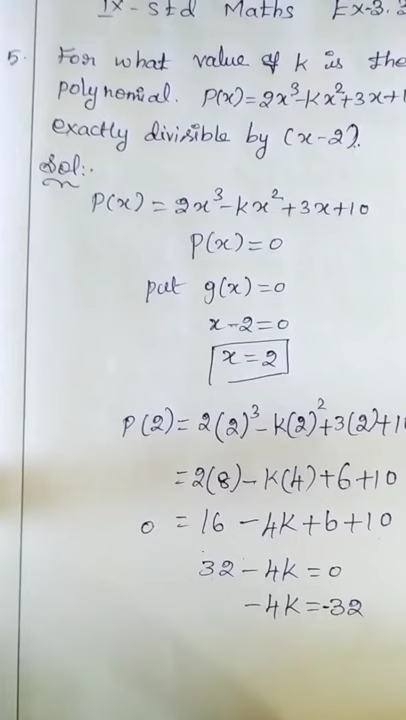 IX-Std Maths Ex-3.
5. For what value of k is the
polynomial. P(x)=2x³-kx²+3x+1
exactly divisible by (x-2).
Sol:-
P(x) = 2x³-kx²+3x+10
P(x)=0
put g(x)=0
x-2=0
x=2
P(2)=2(2)³-k(2)²+3(2)+1
=2(8)-k(4)+6+10
0 = 16 -4k+6+10
32-4k=0
-4k=-32